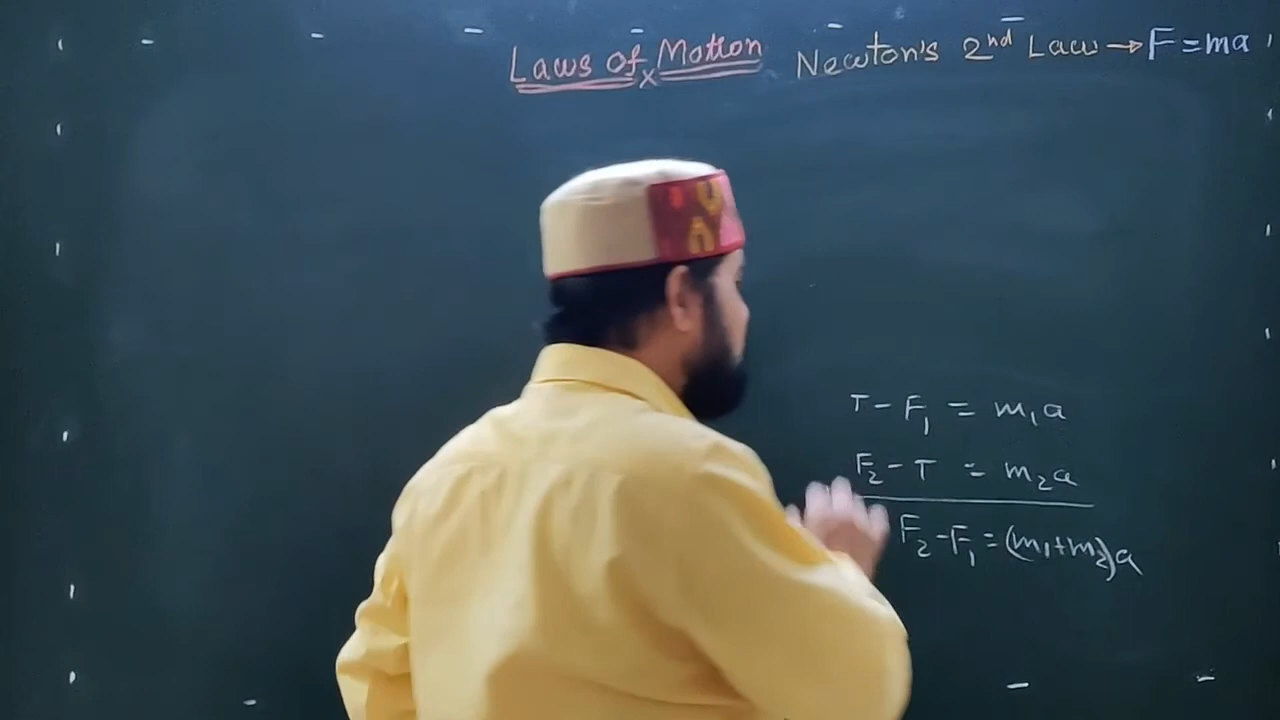 Laws of Motion Newton's 2nd Law → F = ma
x
T - F₁ = m₁a
F₂ - T = m₂a
F₂ - F₁ = (m₁+m₂)a